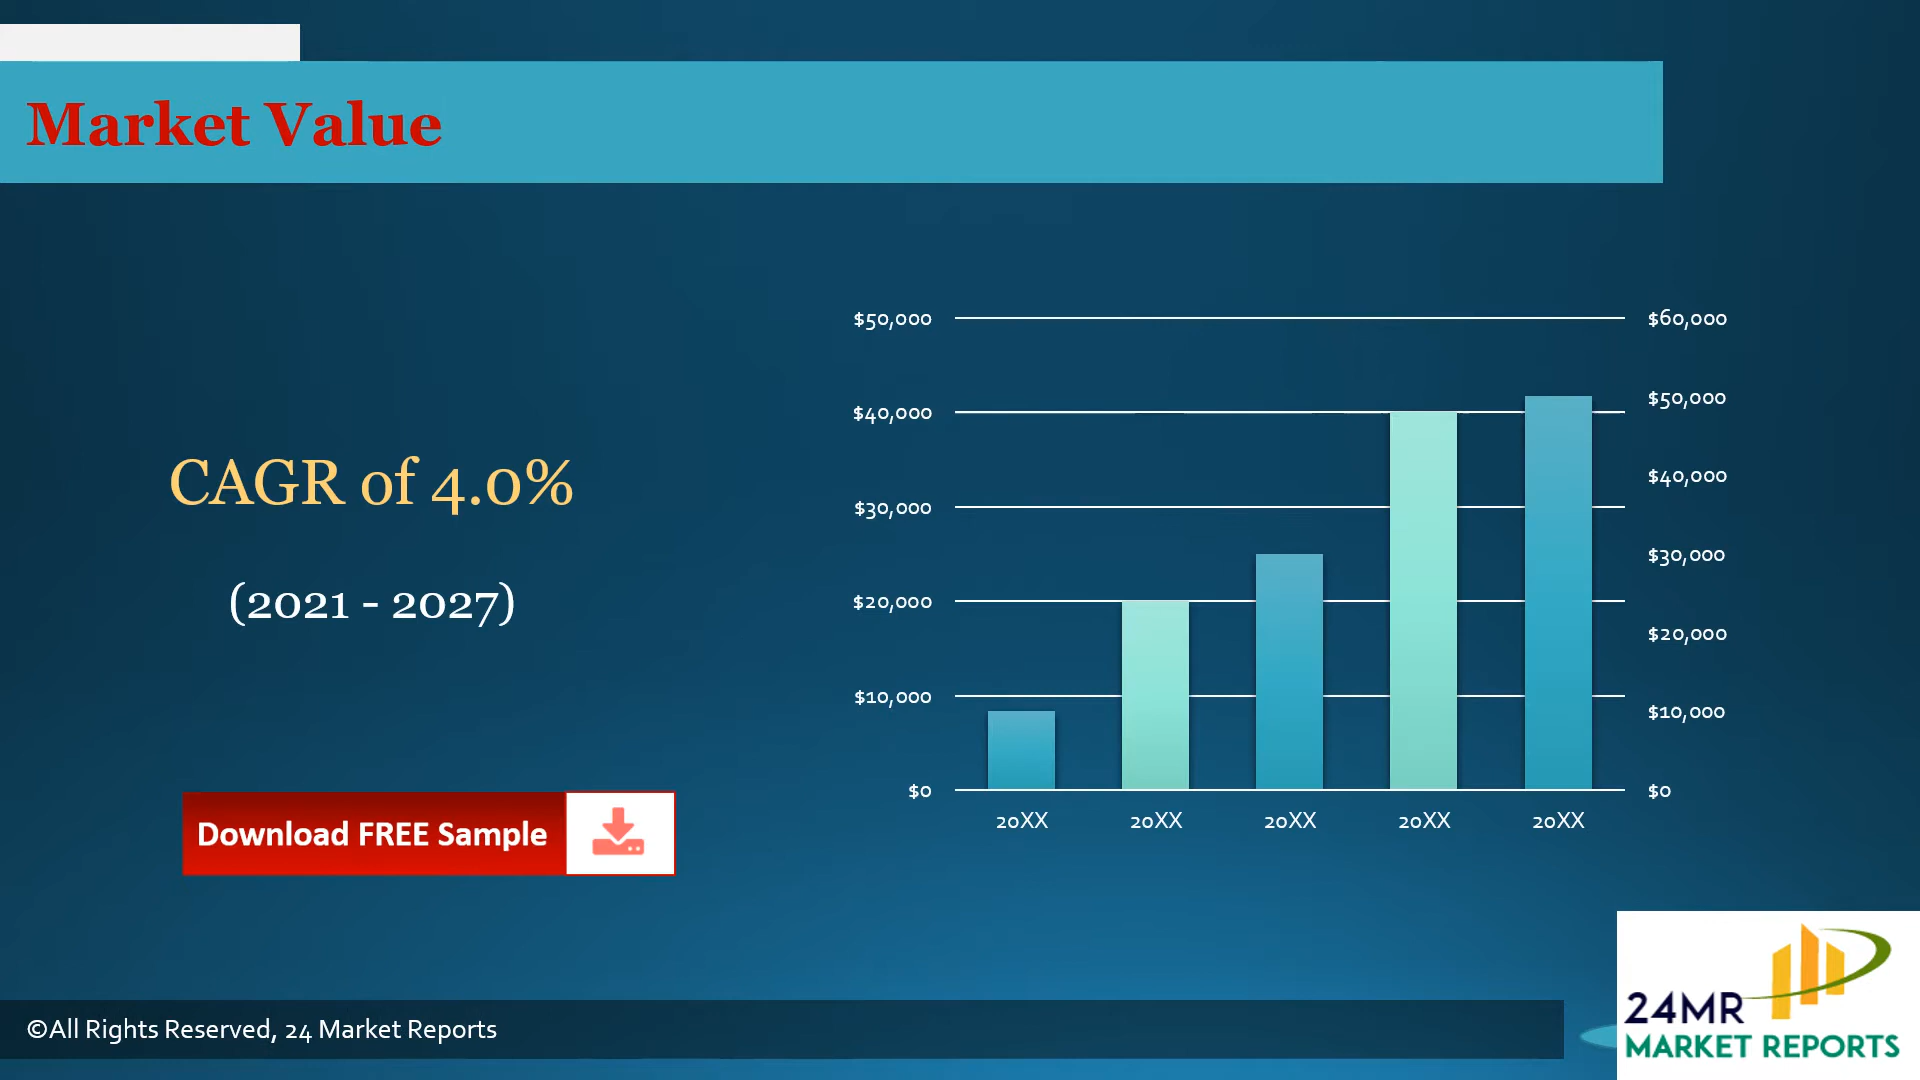 Market Value
CAGR of 4.0%
(2021 - 2027)
Download FREE Sample
$50,000
$40,000
$30,000
$20,000
$10,000
$0
$60,000
$50,000
$40,000
$30,000
$20,000
$10,000
$0
20XX 20XX 20XX 20XX 20XX
©All Rights Reserved, 24 Market Reports
24MR
MARKET REPORTS